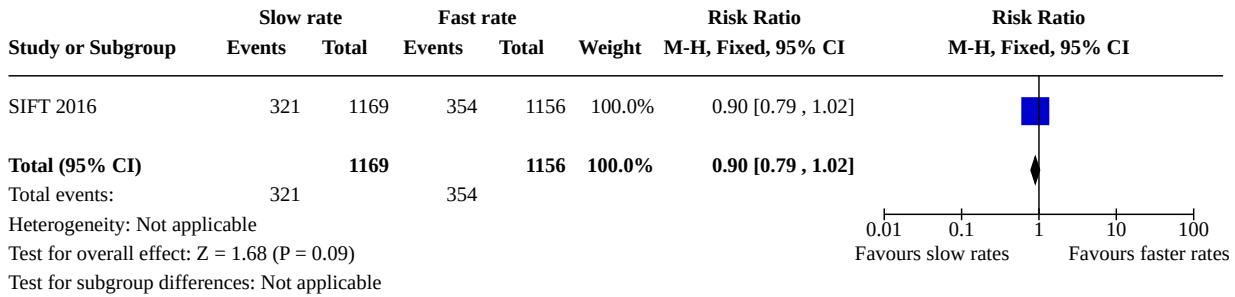 Slow rate Fast rate Risk Ratio Risk Ratio
Study or Subgroup Events Total Events Total Weight M-H, Fixed, 95% CI M-H, Fixed, 95% CI
SIFT 2016 321 1169 354 1156 100.0% 0.90 [0.79 , 1.02]
Total (95% CI) 1169 1156 100.0% 0.90 [0.79 , 1.02]
Total events: 321 354
Heterogeneity: Not applicable
0.01 0.1 1 10 100
Test for overall effect: Z = 1.68 (P = 0.09)
Favours slow rates Favours faster rates
Test for subgroup differences: Not applicable